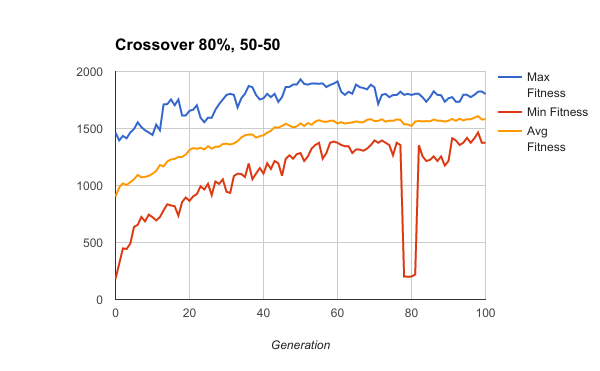 Crossover 80%, 50-50
2000
1500
1000
500
0
0 20 40 60 80 100
Generation
Max
Fitness
Min Fitness
Avg
Fitness